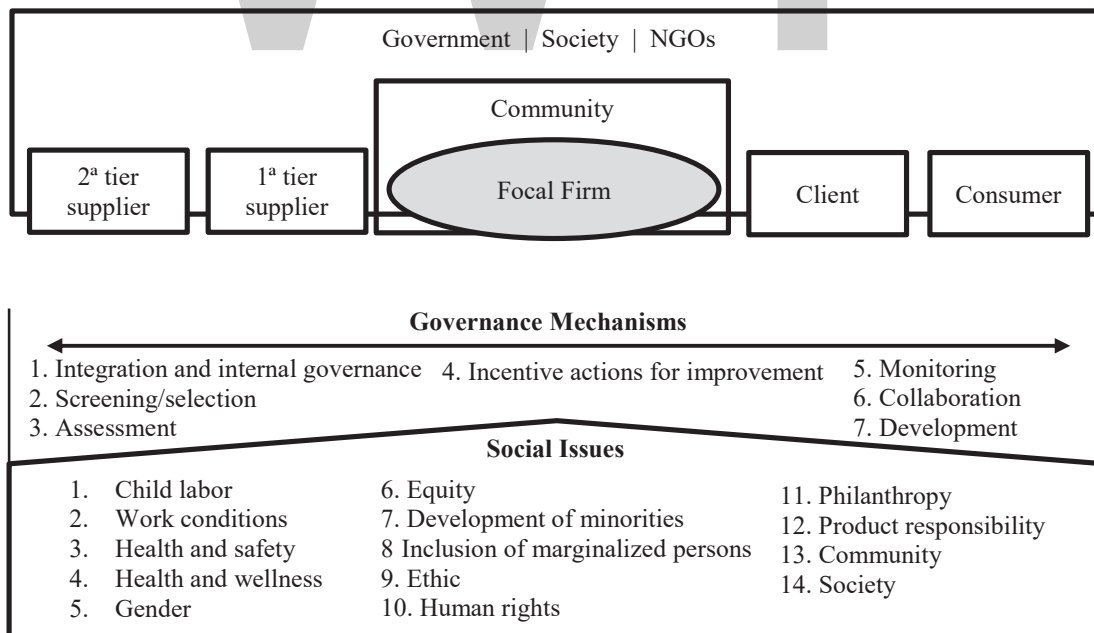 Government | Society | NGOs
Community
2ª tier
supplier
1ª tier
supplier
Focal Firm
Client
Consumer
Governance Mechanisms
1. Integration and internal governance
2. Screening/selection
3. Assessment
4. Incentive actions for improvement
5. Monitoring
6. Collaboration
7. Development
Social Issues
1. Child labor
2. Work conditions
3. Health and safety
4. Health and wellness
5. Gender
6. Equity
7. Development of minorities
8 Inclusion of marginalized persons
9. Ethic
10. Human rights
11. Philanthropy
12. Product responsibility
13. Community
14. Society